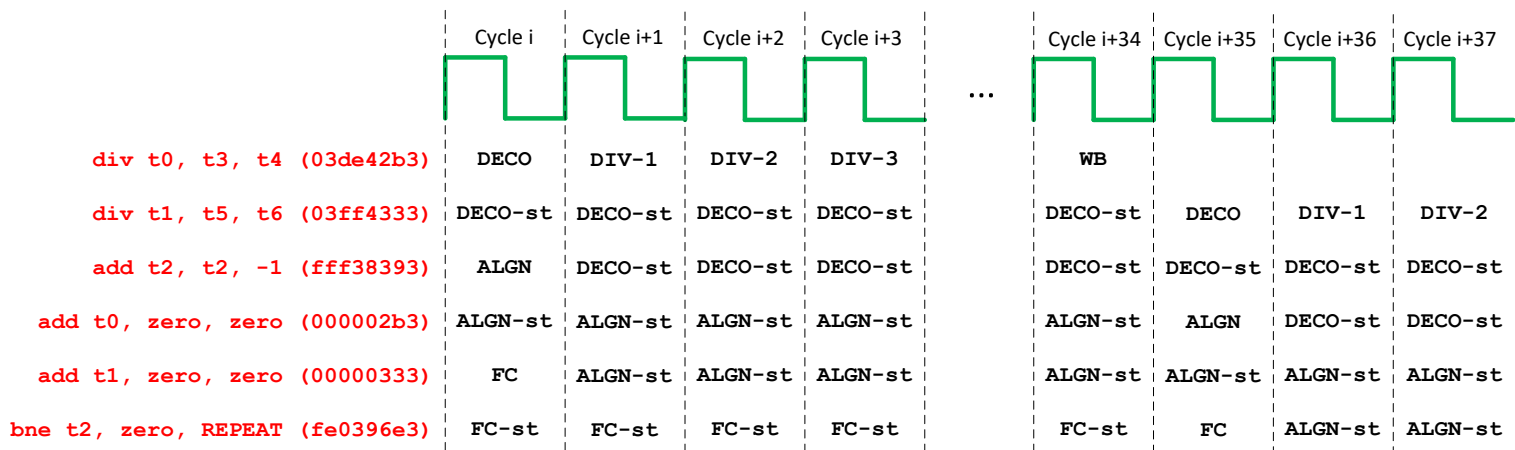 Cycle i Cycle i+1 Cycle i+2 Cycle i+3 Cycle i+34 Cycle i+35 Cycle i+36 Cycle i+37
...
div t0, t3, t4 (03de42b3) DECO DIV-1 DIV-2 DIV-3 WB
div t1, t5, t6 (03ff4333) DECO-st DECO-st DECO-st DECO-st DECO-st DECO DIV-1 DIV-2
add t2, t2, -1 (fff38393) ALGN DECO-st DECO-st DECO-st DECO-st DECO-st DECO-st DECO-st
add t0, zero, zero (000002b3) ALGN-st ALGN-st ALGN-st ALGN-st ALGN-st ALGN DECO-st DECO-st
add t1, zero, zero (00000333) FC ALGN-st ALGN-st ALGN-st ALGN-st ALGN-st ALGN-st ALGN-st
bne t2, zero, REPEAT (fe0396e3) FC-st FC-st FC-st FC-st FC-st FC ALGN-st ALGN-st